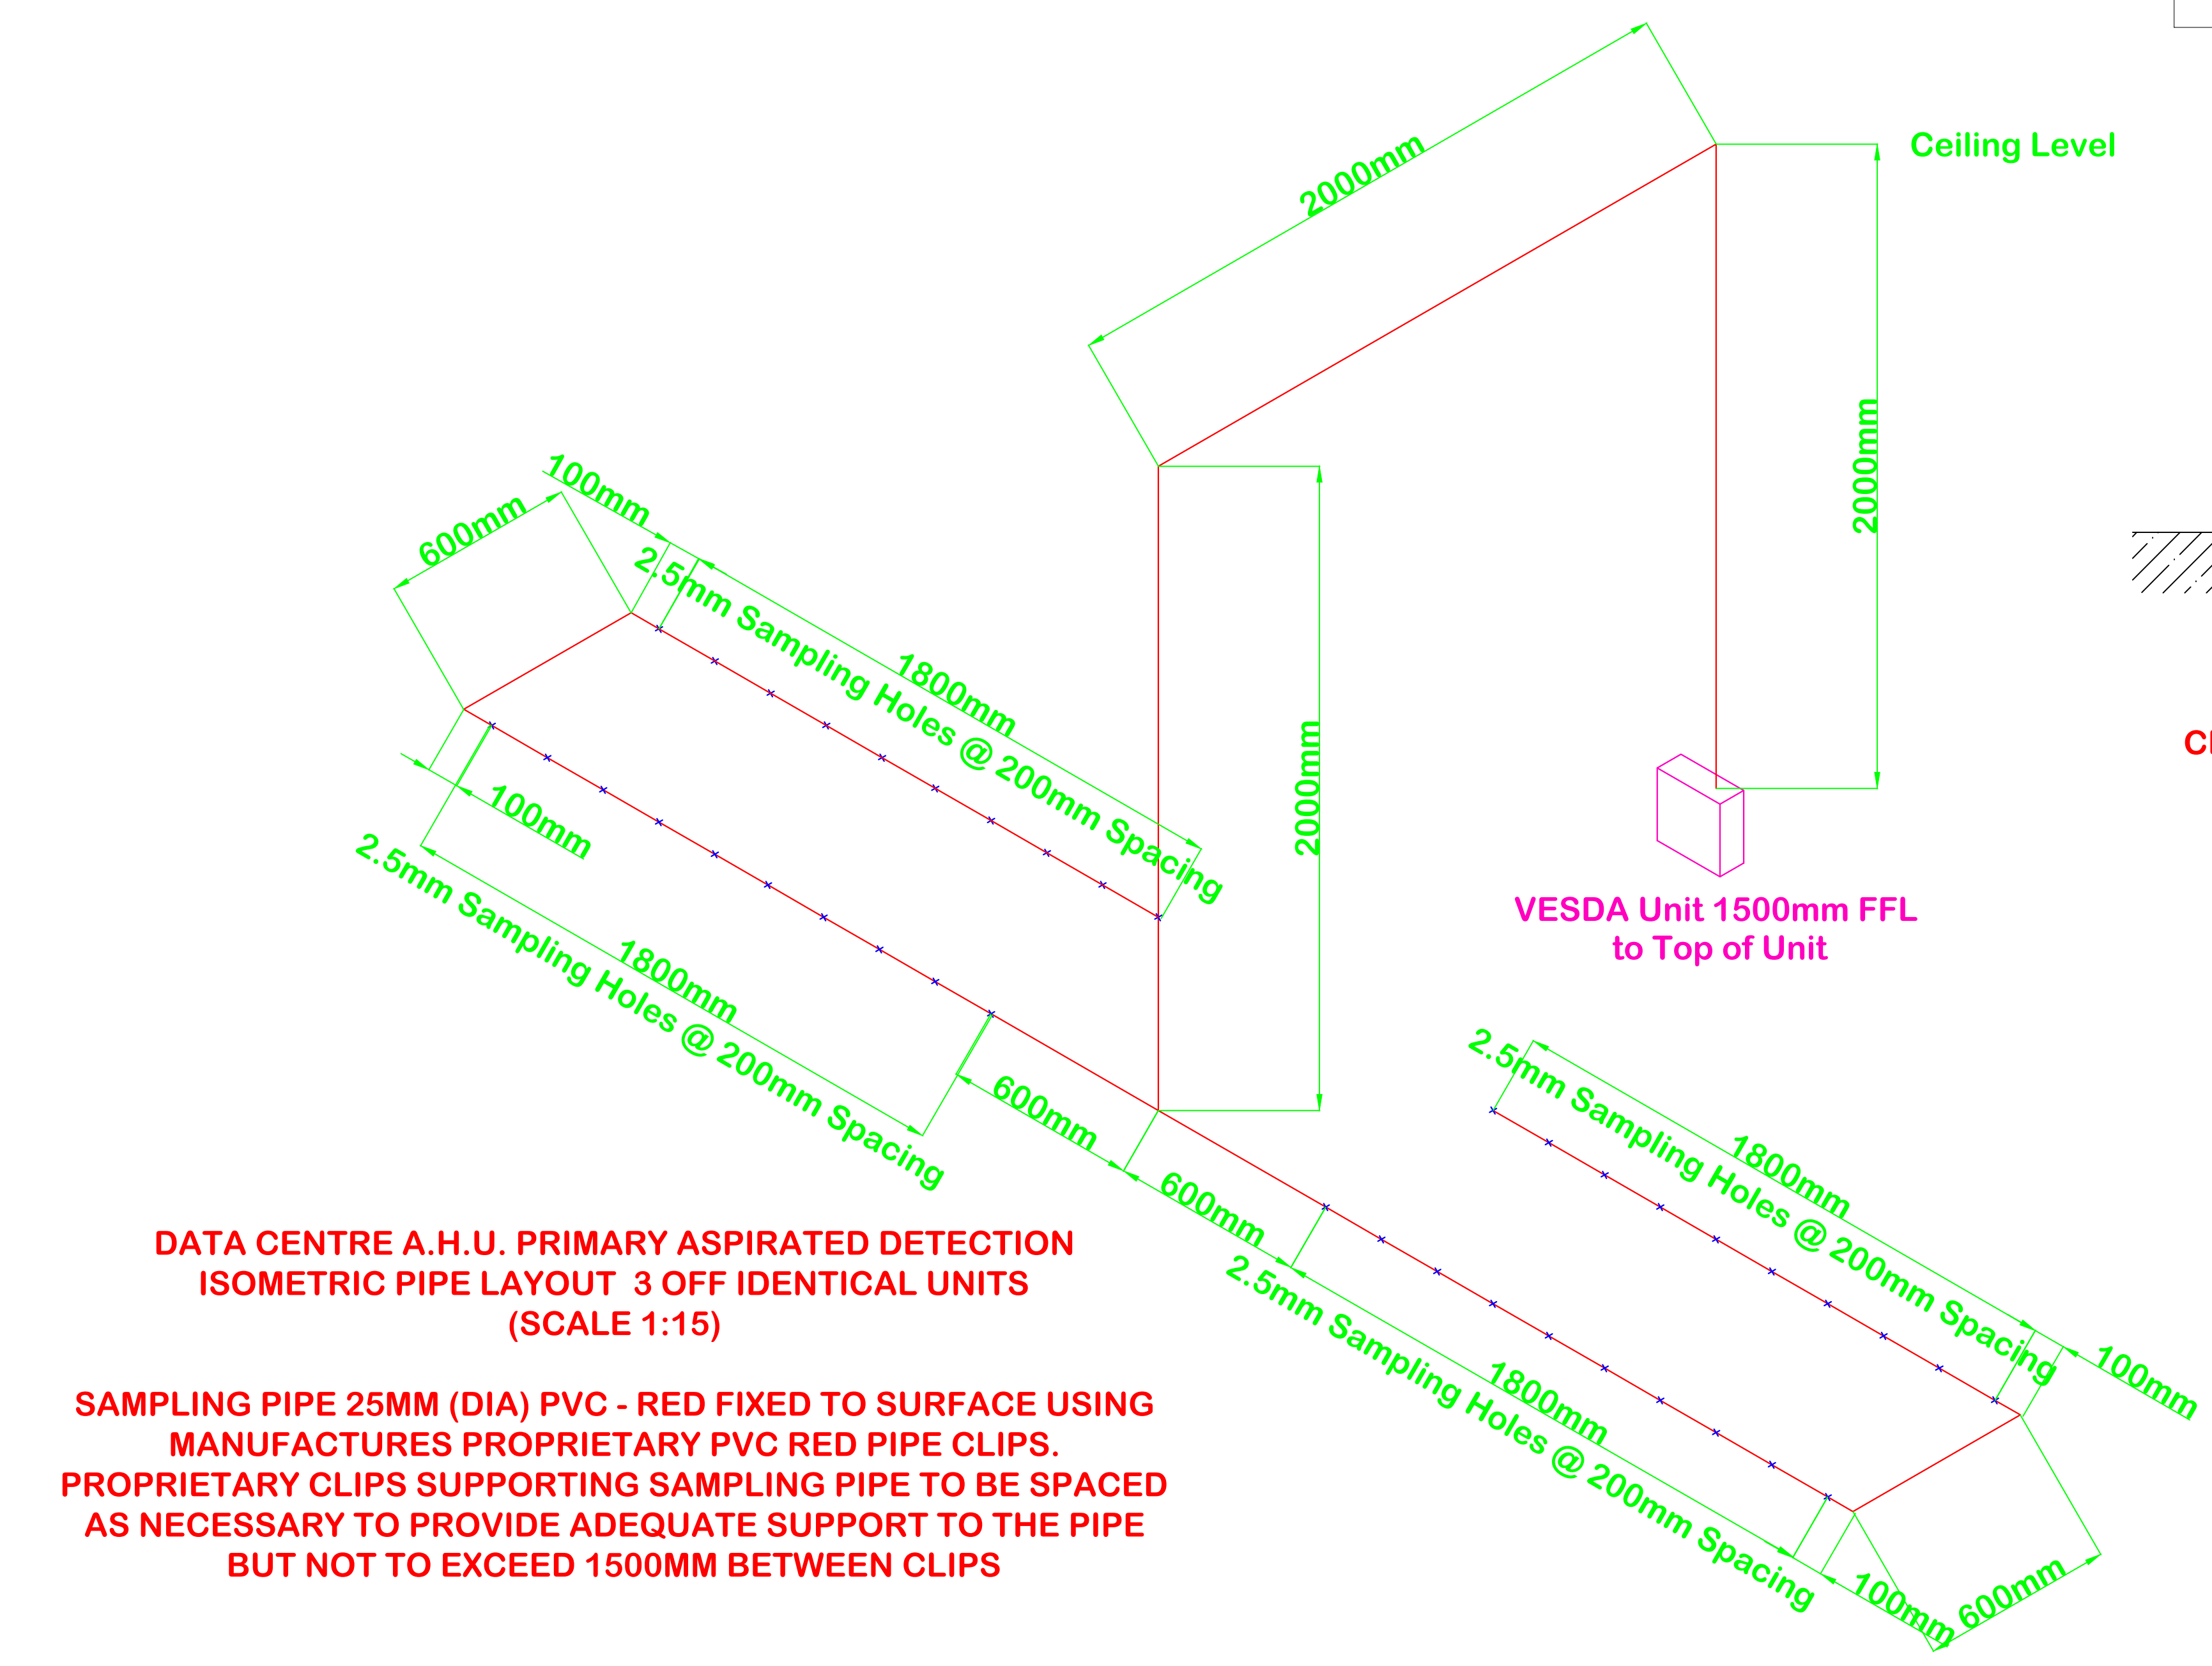 2000mm
Ceiling Level
2000mm
100mm
600mm
2.5mm Sampling Holes @ 200mm Spacing
1800mm
2000mm
100mm
1800mm
2.5mm Sampling Holes @ 200mm Spacing
VESDA Unit 1500mm FFL
to Top of Unit
600mm
600mm
2.5mm Sampling Holes @ 200mm Spacing
1800mm
100mm
1800mm
2.5mm Sampling Holes @ 200mm Spacing
100mm
600mm
DATA CENTRE A.H.U. PRIMARY ASPIRATED DETECTION
ISOMETRIC PIPE LAYOUT 3 OFF IDENTICAL UNITS
(SCALE 1:15)
SAMPLING PIPE 25MM (DIA) PVC - RED FIXED TO SURFACE USING
MANUFACTURES PROPRIETARY PVC RED PIPE CLIPS.
PROPRIETARY CLIPS SUPPORTING SAMPLING PIPE TO BE SPACED
AS NECESSARY TO PROVIDE ADEQUATE SUPPORT TO THE PIPE
BUT NOT TO EXCEED 1500MM BETWEEN CLIPS